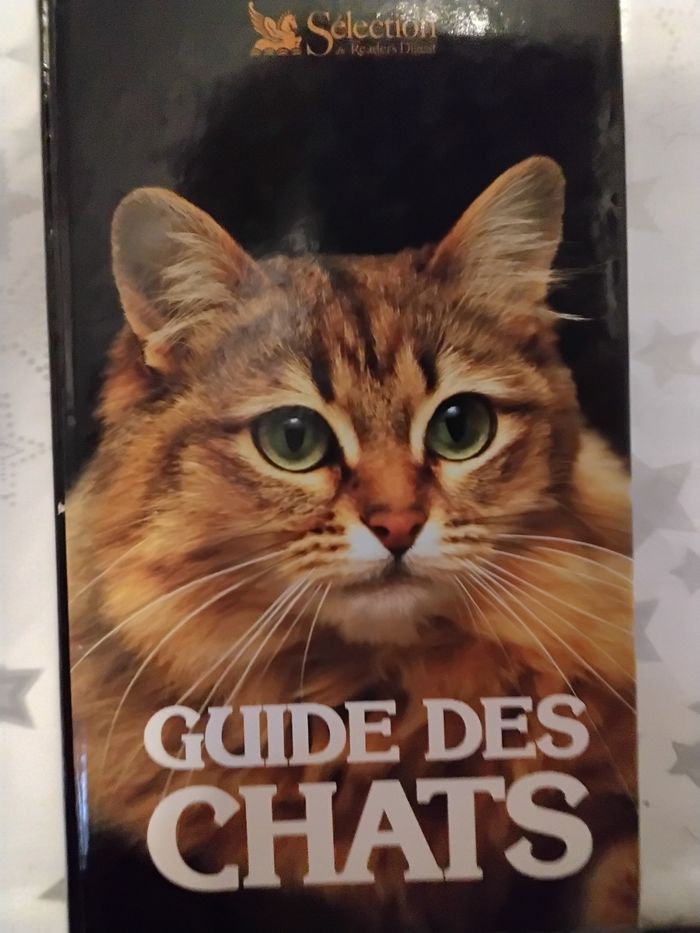 Sélection
du Reader's Digest
GUIDE DES
CHATS